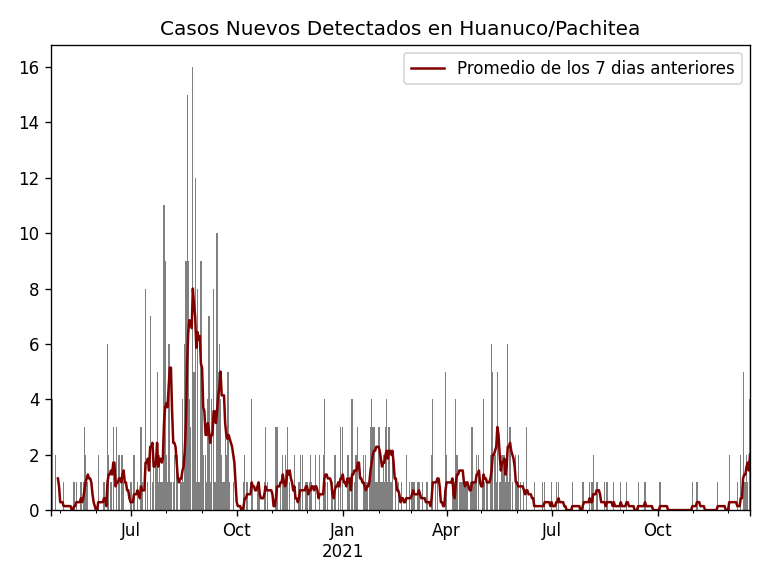 Casos Nuevos Detectados en Huanuco/Pachitea
Promedio de los 7 dias anteriores
16
14
12
10
8
6
4
2
0
Jul
Oct
Jan
2021
Apr
Jul
Oct